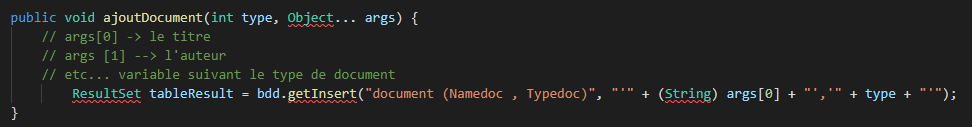 public void ajoutDocument(int type, Object... args) {
// args[0] -> le titre
// args [1] --> l'auteur
// etc... variable suivant le type de document
ResultSet tableResult = bdd.getInsert("document (Namedoc , Typedoc)", "'" + (String) args[0] + "','" + type + "'");
}